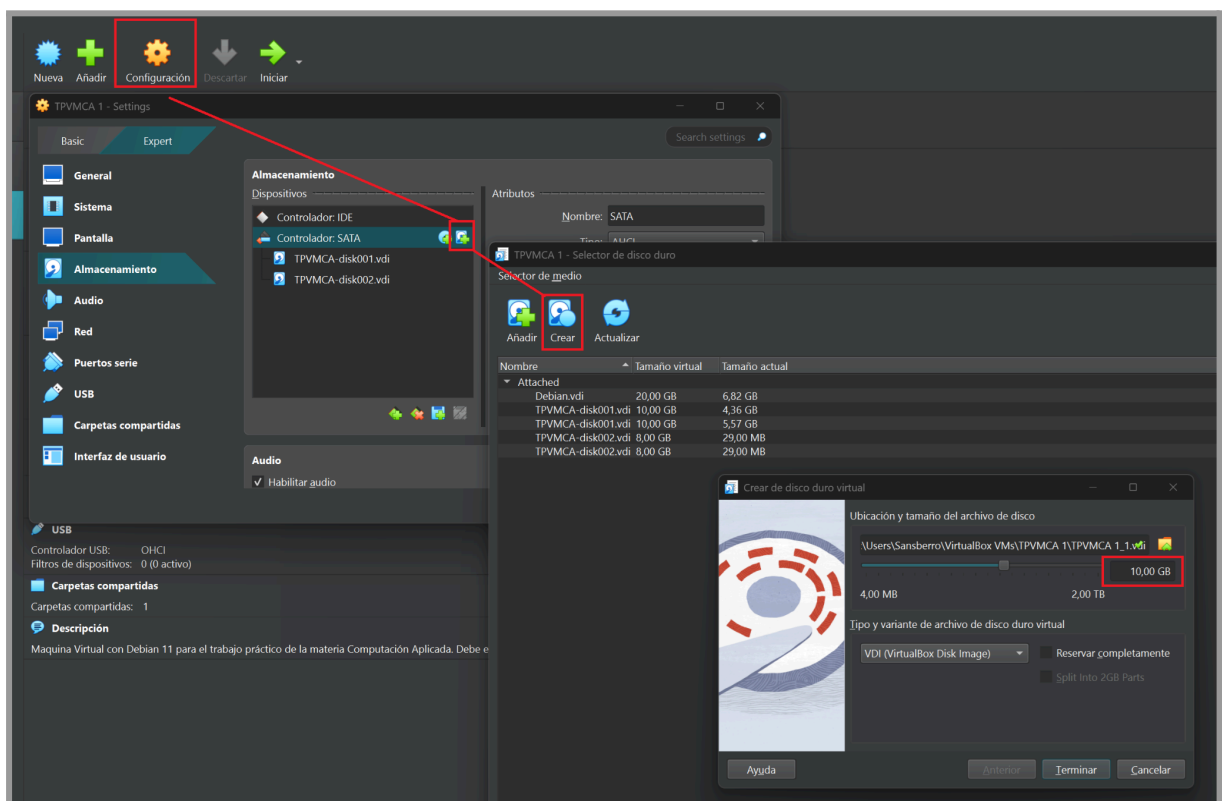 Nueva Añadir Configuración Descartar Iniciar
TPVMCA 1 - Settings
Basic Expert Search settings
General
Sistema
Pantalla
Almacenamiento
Audio
Red
Puertos serie
USB
Carpetas compartidas
Interfaz de usuario
Almacenamiento
Dispositivos
Controlador: IDE
Controlador: SATA
TPVMCA-disk001.vdi
TPVMCA-disk002.vdi
Atributos
Nombre: SATA
Tipo: AHCI
Audio
Habilitar audio
TPVMCA 1 - Selector de disco duro
Selector de medio
Añadir Crear Actualizar
Nombre Tamaño virtual Tamaño actual
Attached
Debian.vdi 20,00 GB 6,82 GB
TPVMCA-disk001.vdi 10,00 GB 4,36 GB
TPVMCA-disk001.vdi 10,00 GB 5,57 GB
TPVMCA-disk002.vdi 8,00 GB 29,00 MB
TPVMCA-disk002.vdi 8,00 GB 29,00 MB
Crear de disco duro virtual
Ubicación y tamaño del archivo de disco
\Users\Sansberro\VirtualBox VMs\TPVMCA 1\TPVMCA 1_1.vdi
10,00 GB
4,00 MB 2,00 TB
Tipo y variante de archivo de disco duro virtual
VDI (VirtualBox Disk Image) Reservar completamente
Split Into 2GB Parts
Ayuda Anterior Terminar Cancelar
USB
Controlador USB: OHCI
Filtros de dispositivos: 0 (0 activo)
Carpetas compartidas
Carpetas compartidas: 1
Descripción
Maquina Virtual con Debian 11 para el trabajo práctico de la materia Computación Aplicada. Debe e